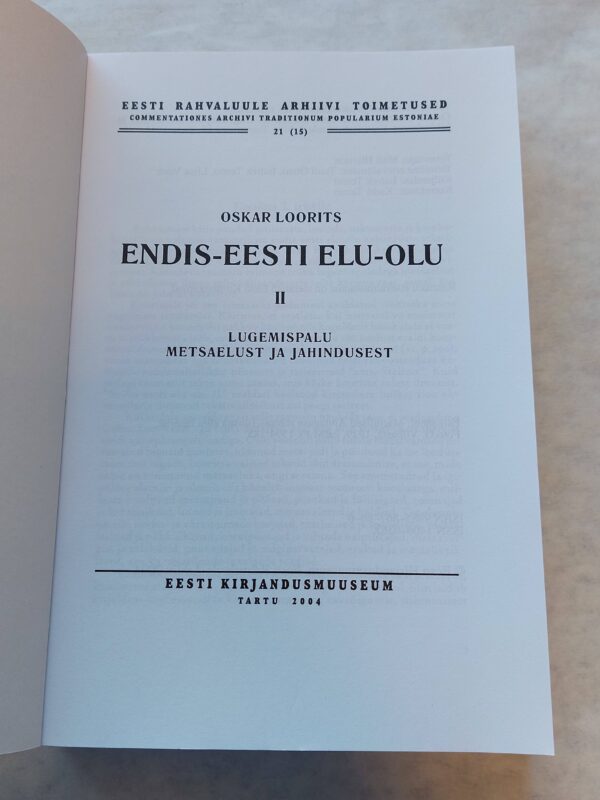 EESTI RAHVALUULE ARHIIVI TOIMETUSED
COMMENTATIONES ARCHIVI TRADITIONUM POPULARIUM ESTONIAE
21 (15)
OSKAR LOORITS
ENDIS-EESTI ELU-OLU
II
LUGEMISPALU
METSAELUST JA JAHINDUSEST
EESTI KIRJANDUSMUUSEUM
TARTU 2004